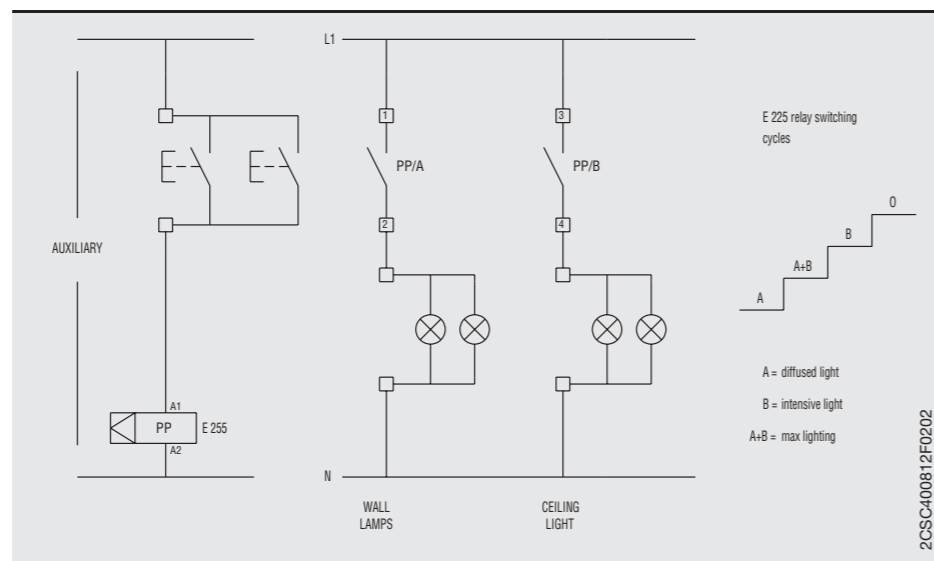 AUXILIARY
A1
PP
E 255
A2
L1
1
PP/A
2
3
PP/B
4
N
WALL
LAMPS
CEILING
LIGHT
E 225 relay switching
cycles
O
B
A+B
A
A = diffused light
B = intensive light
A+B = max lighting
2CSC400812F0202